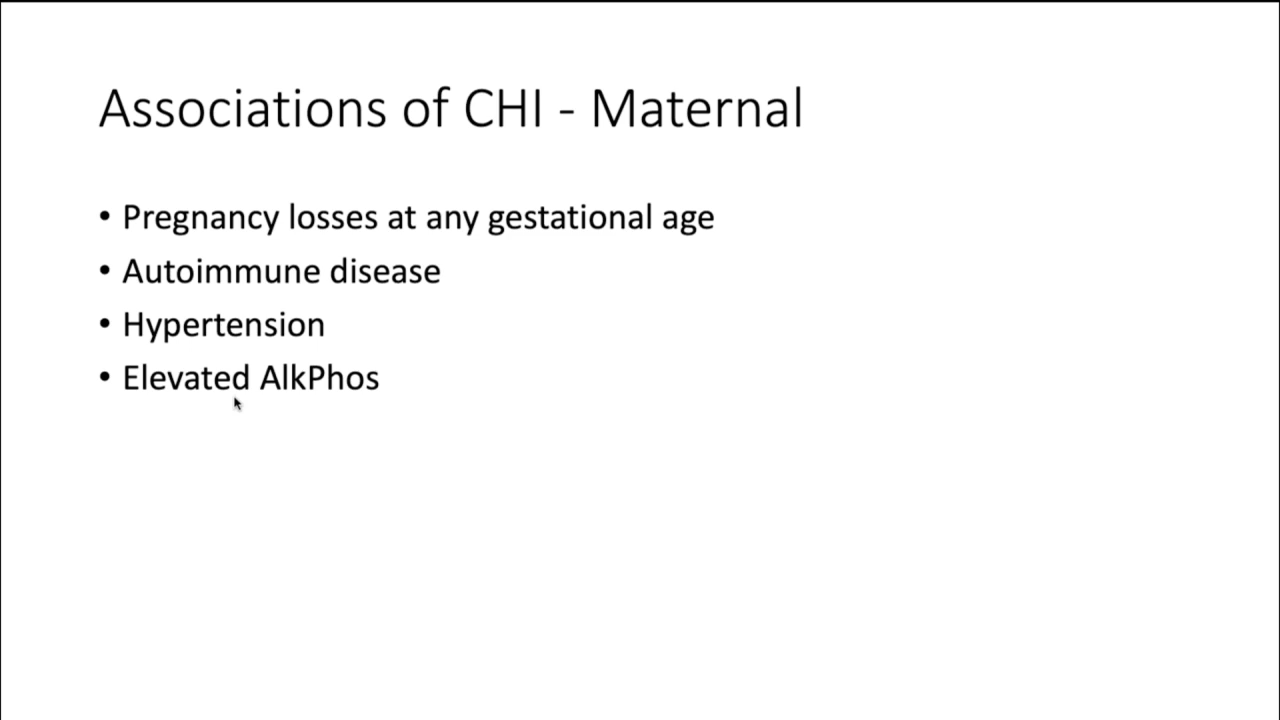 Associations of CHI - Maternal
• Pregnancy losses at any gestational age
• Autoimmune disease
• Hypertension
• Elevated AlkPhos